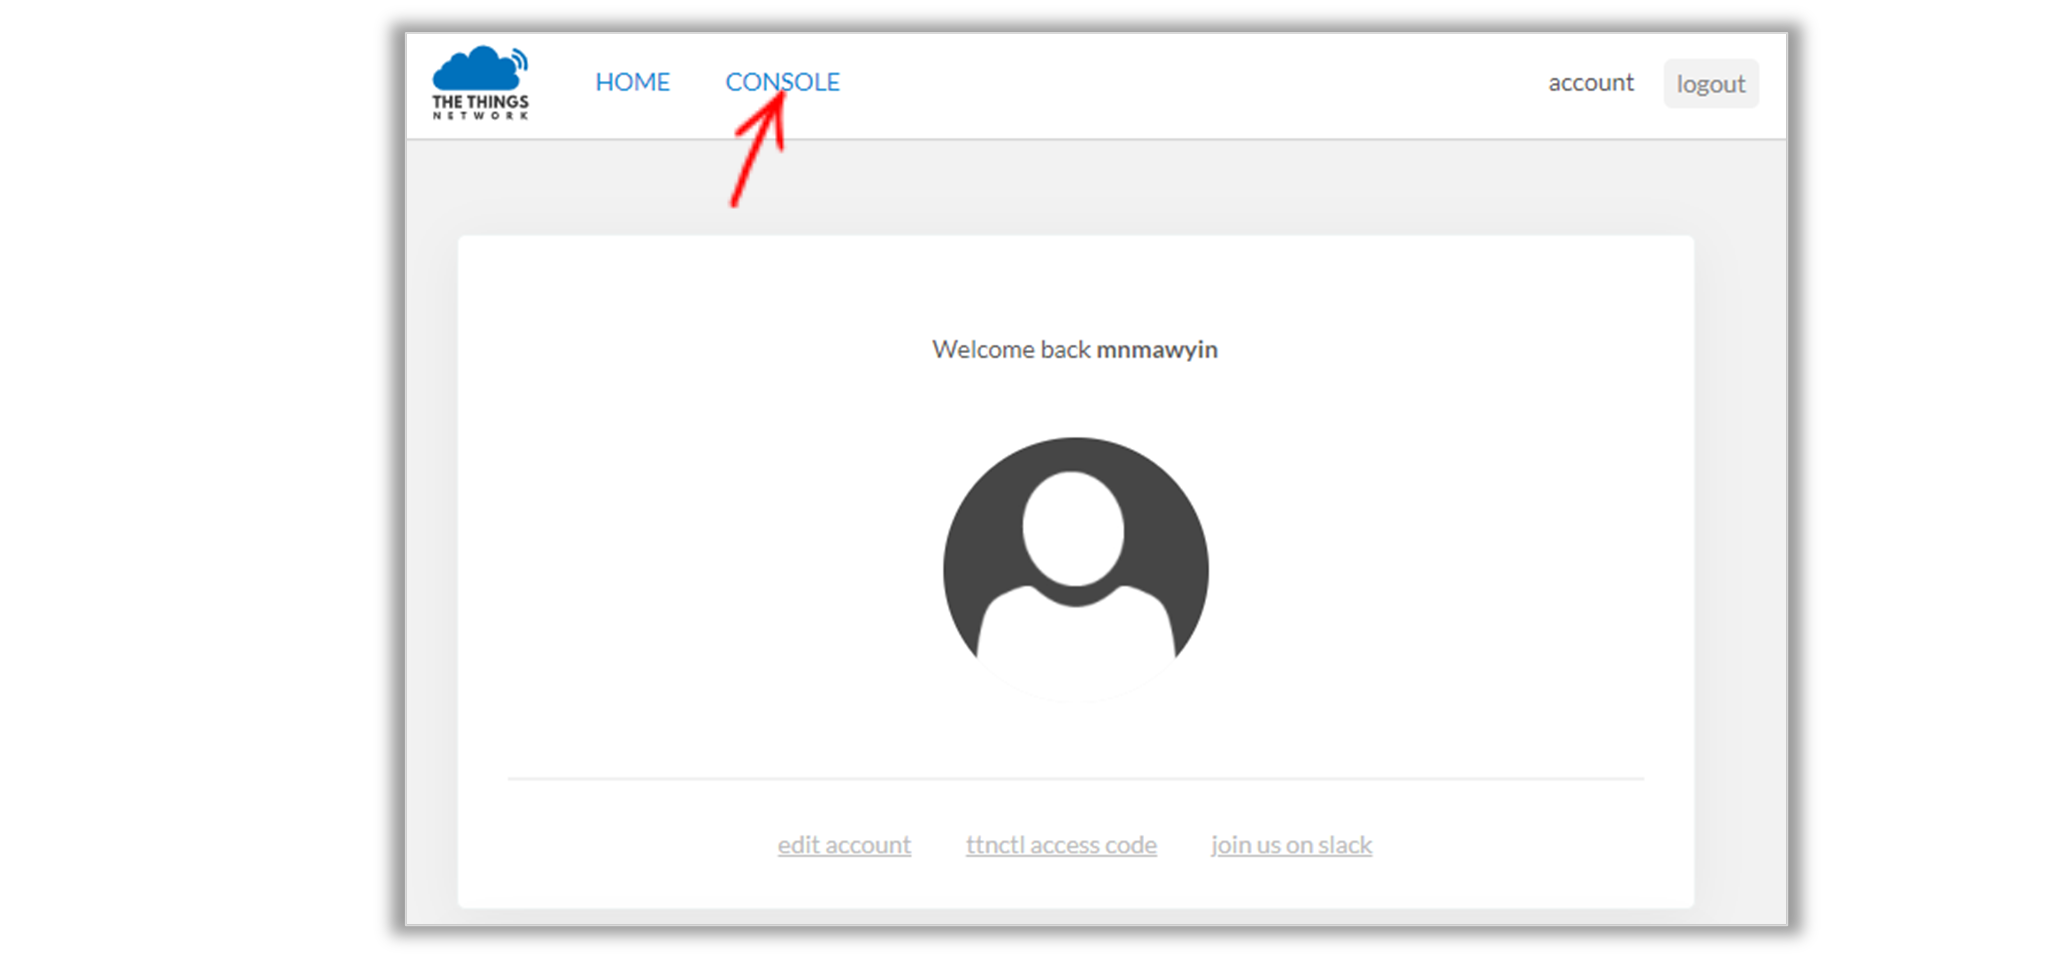 THE THINGS
NETWORK
HOME
CONSOLE
account
logout
Welcome back mnmawyin
edit account
ttnctl access code
join us on slack